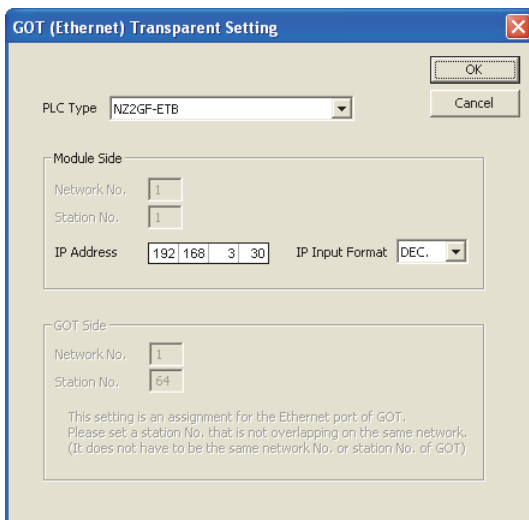 GOT (Ethernet) Transparent Setting
OK
PLC Type NZ2GF-ETB
Cancel
Module Side
Network No. 1
Station No. 1
IP Address 192 168 3 30 IP Input Format DEC.
GOT Side
Network No. 1
Station No. 64
This setting is an assignment for the Ethernet port of GOT.
Please set a station No. that is not overlapping on the same network.
(It does not have to be the same network No. or station No. of GOT)